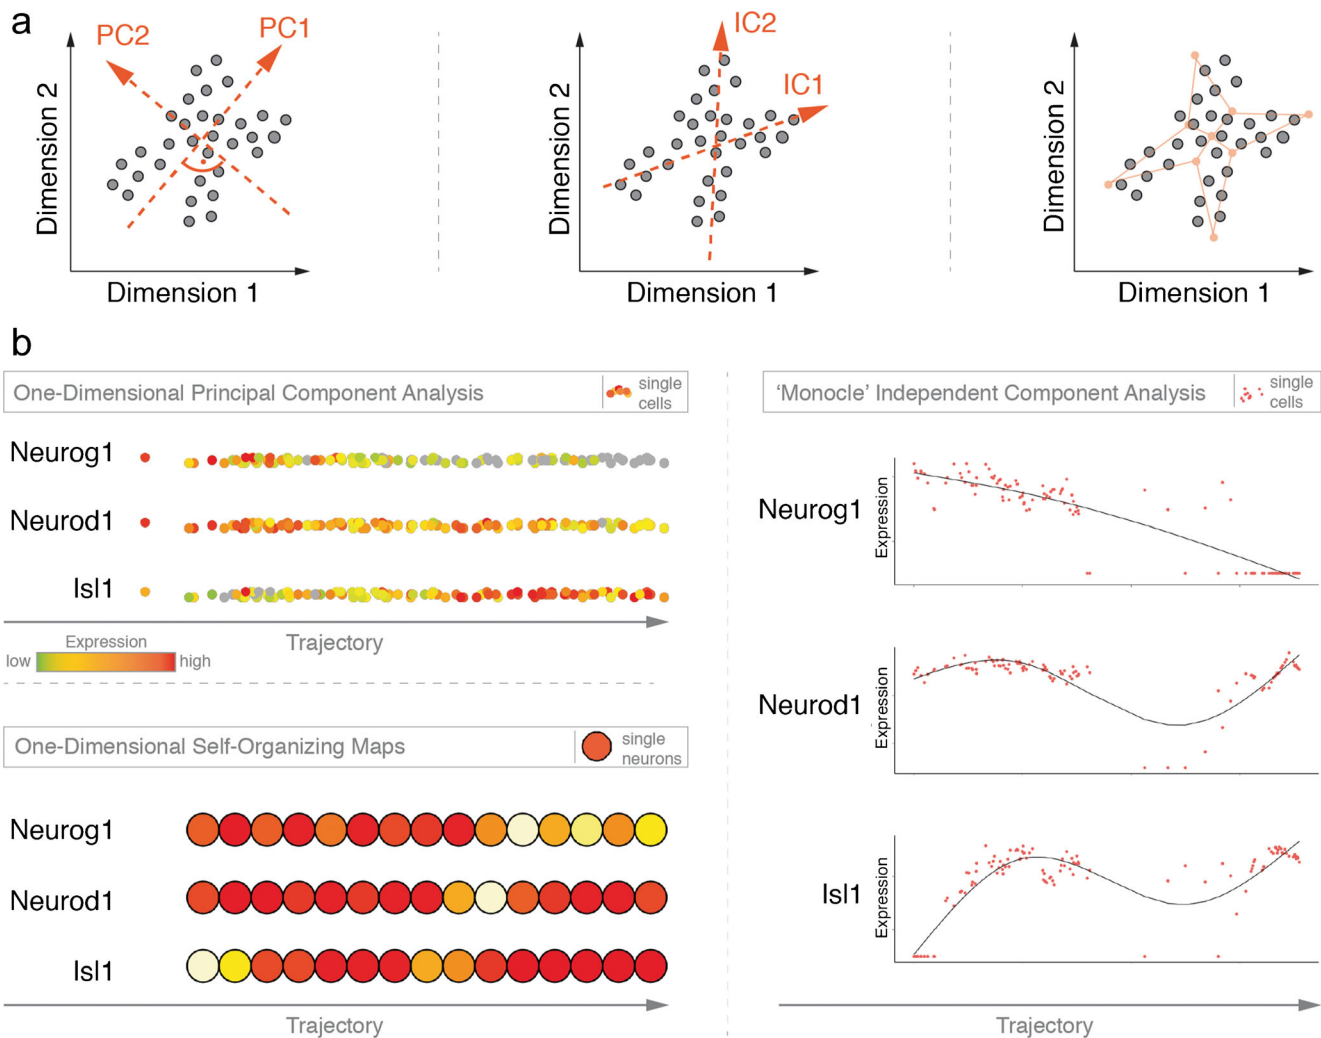 a
PC2
PC1
Dimension 2
Dimension 1
IC2
IC1
Dimension 2
Dimension 1
Dimension 2
Dimension 1
b
One-Dimensional Principal Component Analysis
single
cells
Neurog1
Neurod1
Isl1
Trajectory
Expression
low
high
One-Dimensional Self-Organizing Maps
single
neurons
Neurog1
Neurod1
Isl1
Trajectory
‘Monocle’ Independent Component Analysis
single
cells
Neurog1
Expression
Neurod1
Expression
Isl1
Expression
Trajectory